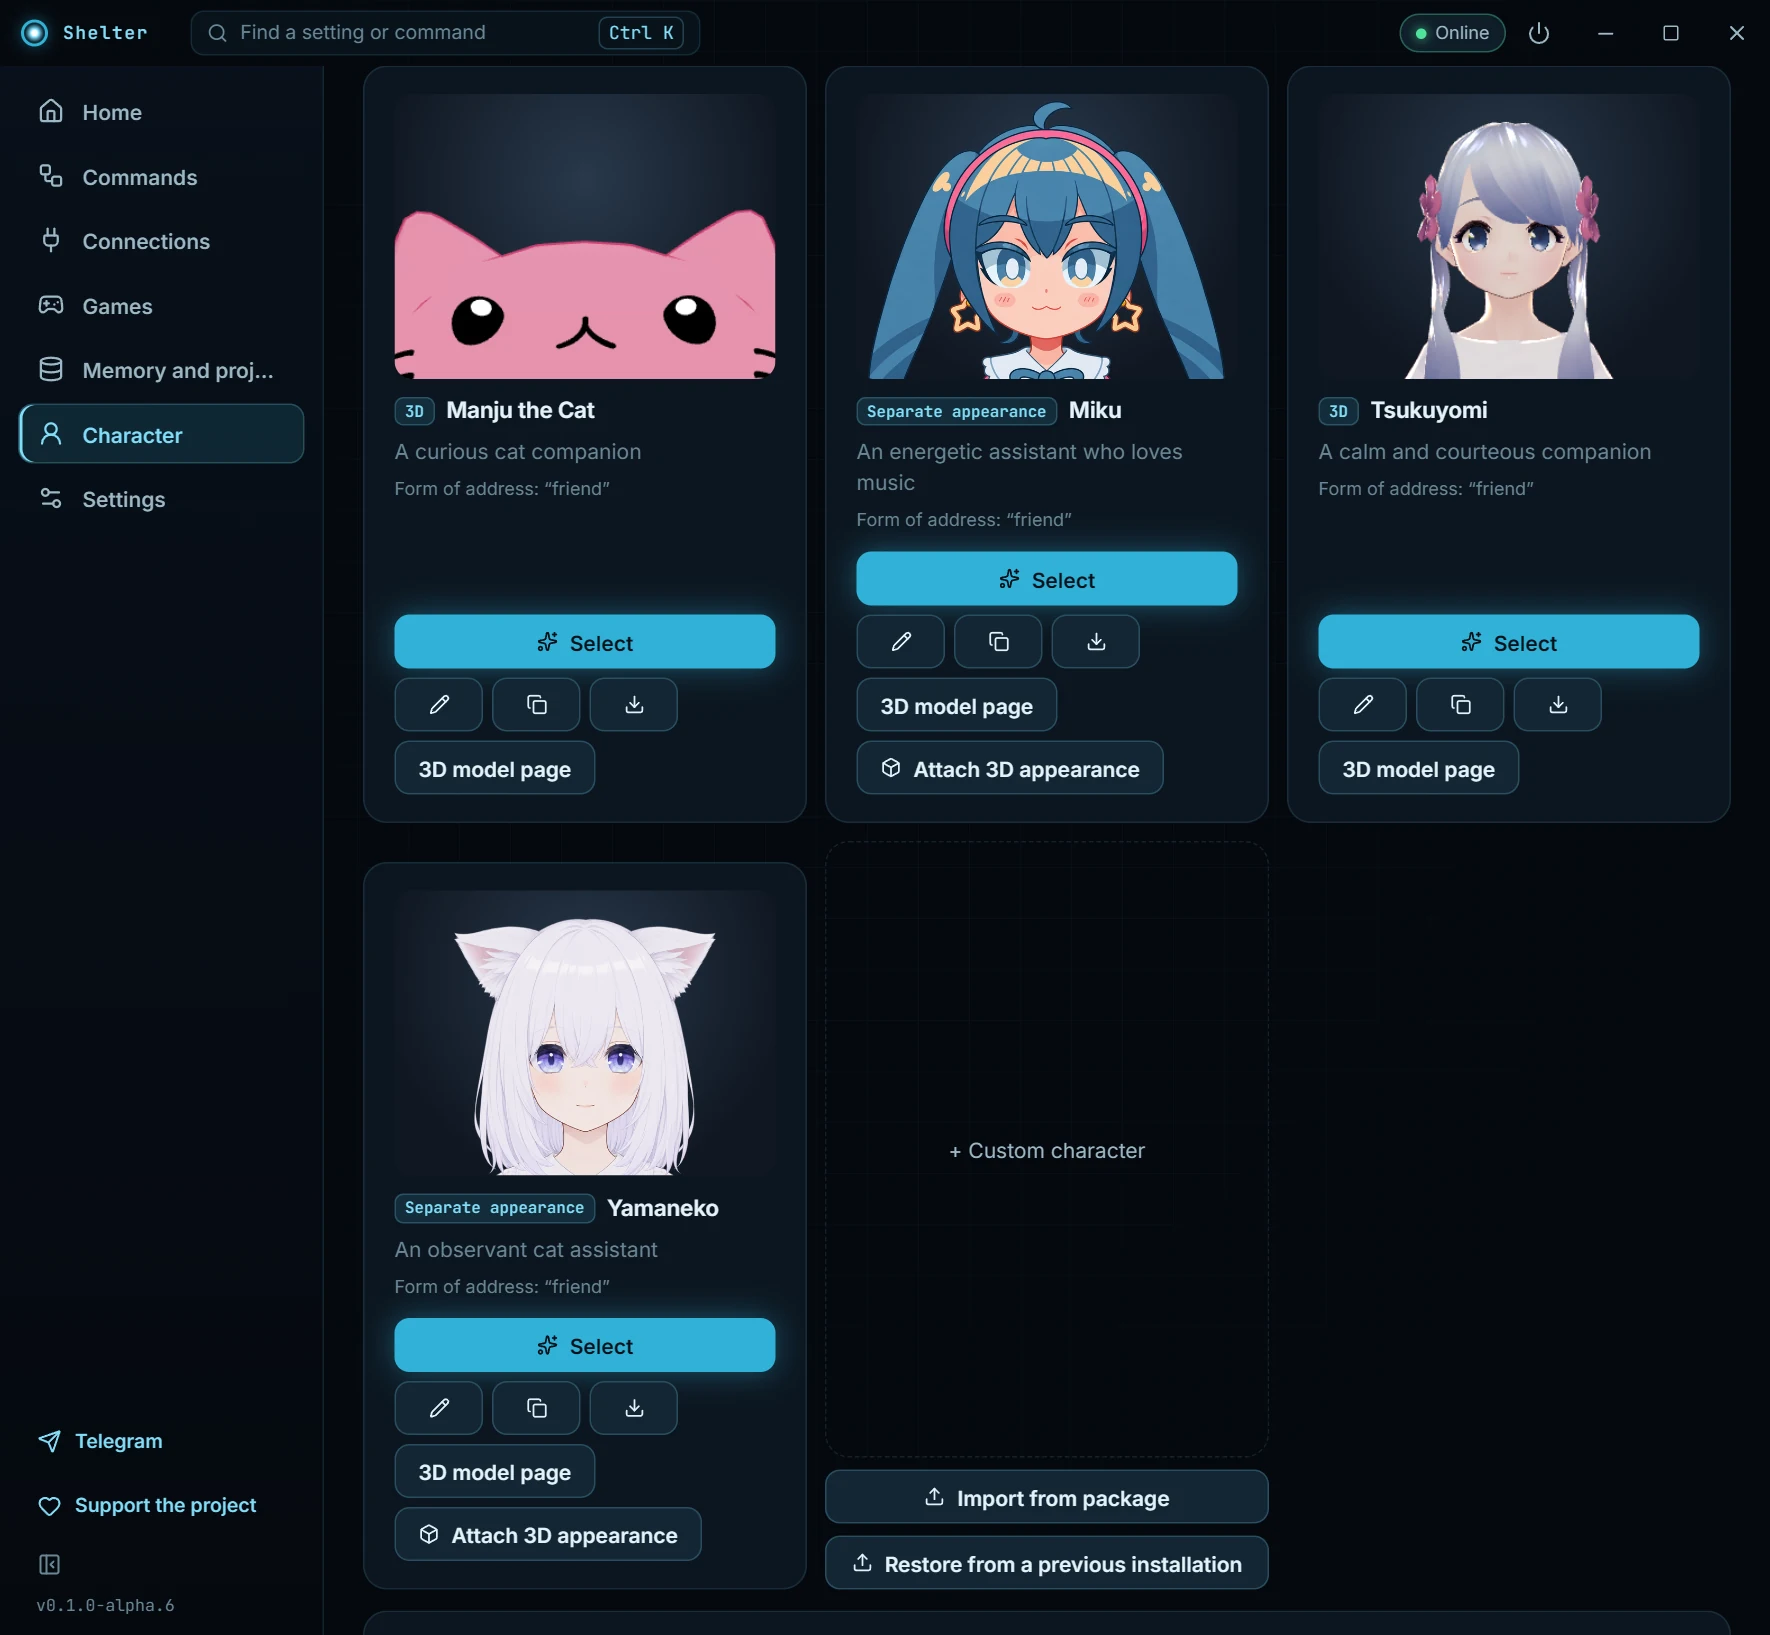 Shelter
Find a setting or command
Ctrl K
Online
Home
Commands
Connections
Games
Memory and proj...
Character
Settings
Telegram
Support the project
v0.1.0-alpha.6
3D Manju the Cat
A curious cat companion
Form of address: “friend”
Select
3D model page
Separate appearance Miku
An energetic assistant who loves
music
Form of address: “friend”
Select
3D model page
Attach 3D appearance
3D Tsukuyomi
A calm and courteous companion
Form of address: “friend”
Select
3D model page
Separate appearance Yamaneko
An observant cat assistant
Form of address: “friend”
Select
3D model page
Attach 3D appearance
+ Custom character
Import from package
Restore from a previous installation